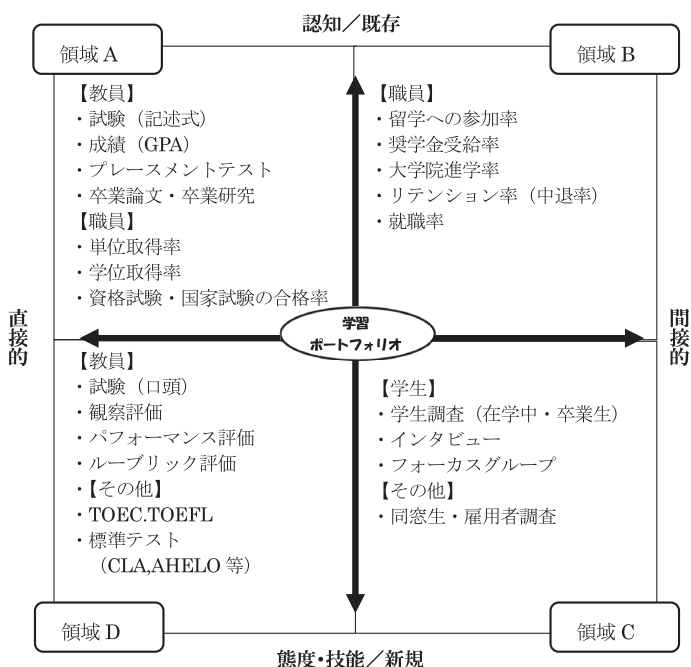 認知／既存
領域 A
領域 B
【教員】
・試験（記述式）
・成績（GPA）
・プレースメントテスト
・卒業論文・卒業研究
【職員】
・単位取得率
・学位取得率
・資格試験・国家試験の合格率
【職員】
・留学への参加率
・奨学金受給率
・大学院進学率
・リテンション率（中退率）
・就職率
直接的
学習
ポートフォリオ
間接的
【教員】
・試験（口頭）
・観察評価
・パフォーマンス評価
・ルーブリック評価
・【その他】
・TOEC.TOEFL
・標準テスト
（CLA,AHELO 等）
【学生】
・学生調査（在学中・卒業生）
・インタビュー
・フォーカスグループ
【その他】
・同窓生・雇用者調査
領域 D
領域 C
態度・技能／新規